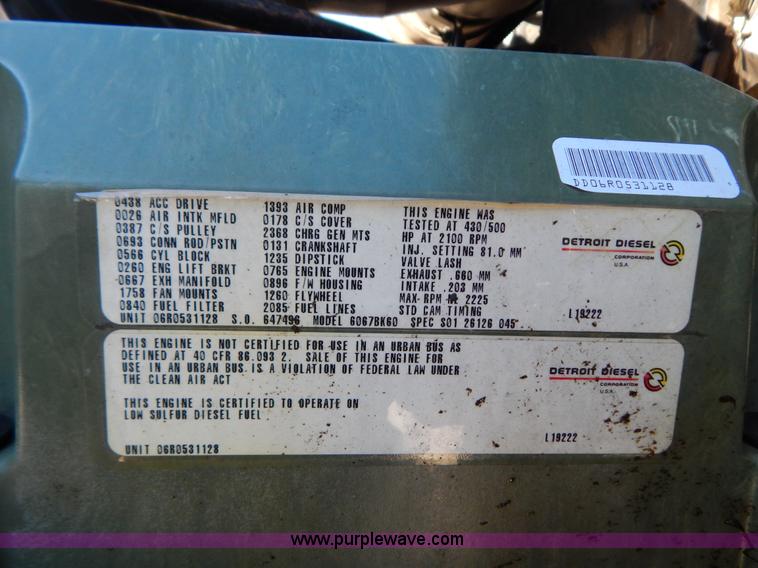 DD06R0531128
0438 ACC DRIVE 1393 AIR COMP THIS ENGINE WAS
0026 AIR INTK MFLD 0178 C/S COVER TESTED AT 430/500
0387 C/S PULLEY 2368 CHRG GEN MTS HP AT 2100 RPM
0693 CONN ROD/PSTN 0131 CRANKSHAFT INJ. SETTING 81.0 MM
0566 CYL BLOCK 1235 DIPSTICK VALVE LASH
0260 ENG LIFT BRKT 0765 ENGINE MOUNTS EXHAUST .660 MM
0667 EXH MANIFOLD 0896 F/W HOUSING INTAKE .203 MM
1758 FAN MOUNTS 1260 FLYWHEEL MAX RPM NL 2225
0840 FUEL FILTER 2085 FUEL LINES STD CAM TIMING
UNIT 06R0531128 S.O. 647496 MODEL 6067BK60 SPEC S01 26126 045
DETROIT DIESEL
CORPORATION
U.S.A.
L19222
THIS ENGINE IS NOT CERTIFIED FOR USE IN AN URBAN BUS AS
DEFINED AT 40 CFR 86.093 2. SALE OF THIS ENGINE FOR
USE IN AN URBAN BUS IS A VIOLATION OF FEDERAL LAW UNDER
THE CLEAN AIR ACT
THIS ENGINE IS CERTIFIED TO OPERATE ON
LOW SULFUR DIESEL FUEL
UNIT 06R0531128
DETROIT DIESEL
CORPORATION
U.S.A.
L19222
www.purplewave.com